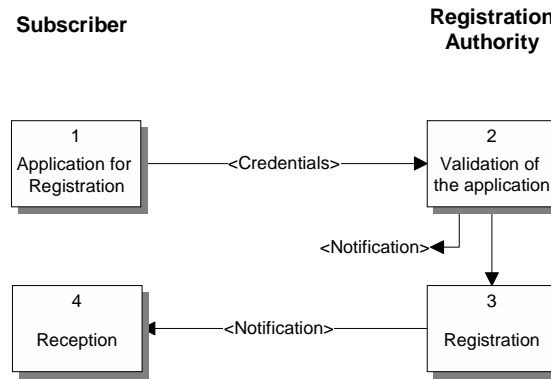 Subscriber
Registration
Authority
1
Application for
Registration
<Credentials>
2
Validation of
the application
<Notification>
4
Reception
<Notification>
3
Registration